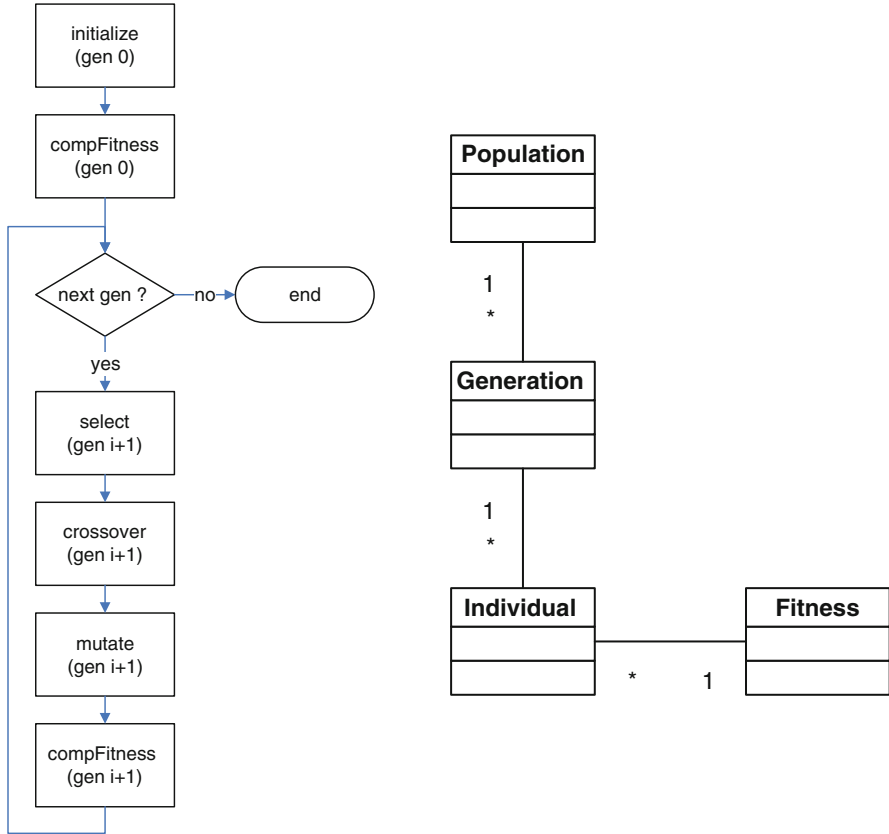 initialize
(gen 0)
compFitness
(gen 0)
next gen ?
no
end
yes
select
(gen i+1)
crossover
(gen i+1)
mutate
(gen i+1)
compFitness
(gen i+1)
Population
1
*
Generation
1
*
Individual
Fitness
* 1